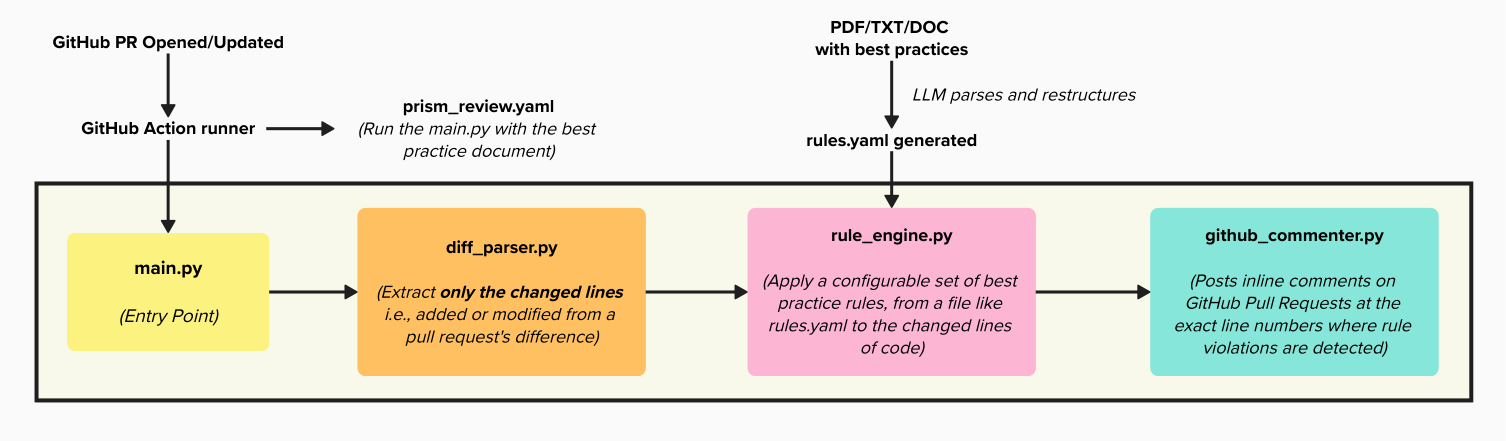 GitHub PR Opened/Updated
GitHub Action runner
prism_review.yaml
(Run the main.py with the best
practice document)
PDF/TXT/DOC
with best practices
LLM parses and restructures
rules.yaml generated
main.py
(Entry Point)
diff_parser.py
(Extract only the changed lines
i.e., added or modified from a
pull request's difference)
rule_engine.py
(Apply a configurable set of best
practice rules, from a file like
rules.yaml to the changed lines
of code)
github_commenter.py
(Posts inline comments on
GitHub Pull Requests at the
exact line numbers where rule
violations are detected)